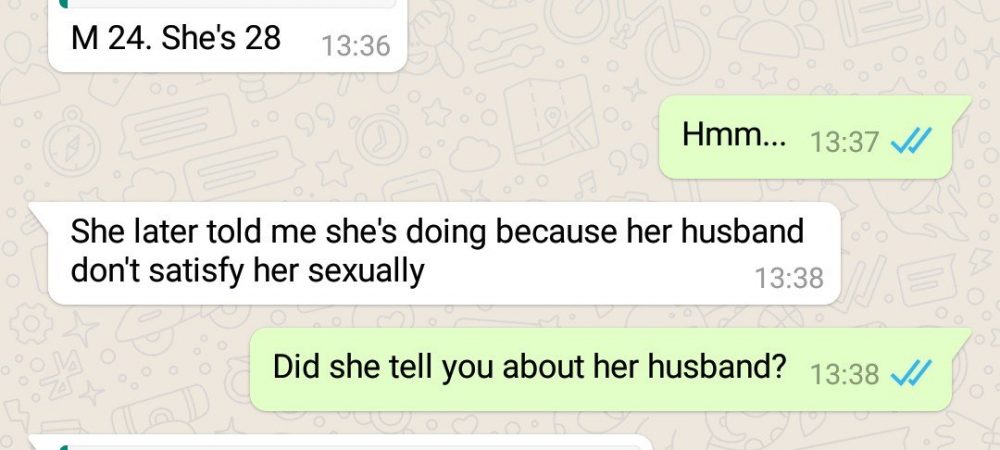 M 24. She's 28 13:36
Hmm... 13:37
She later told me she's doing because her husband
don't satisfy her sexually 13:38
Did she tell you about her husband? 13:38